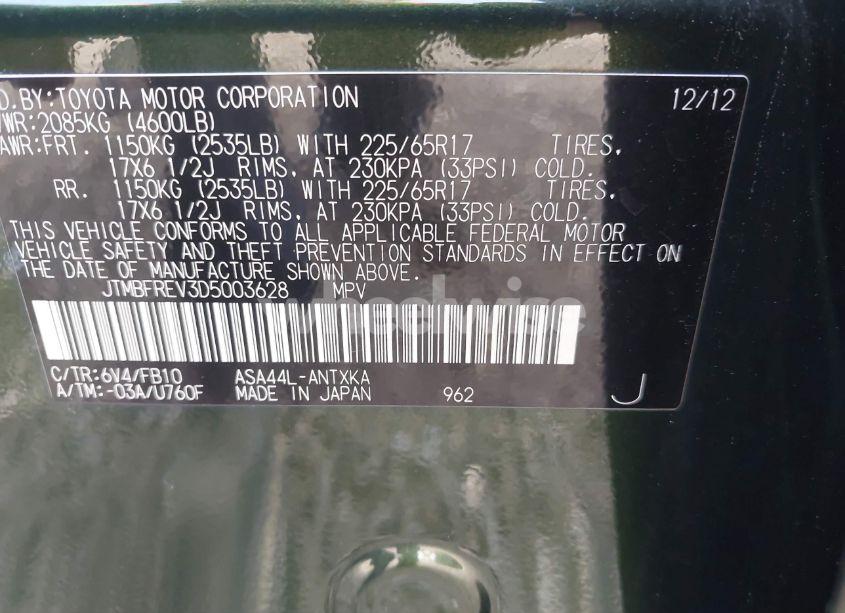 D.BY:TOYOTA MOTOR CORPORATION 12/12
WR:2085KG (4600LB)
AWR:FRT. 1150KG (2535LB) WITH 225/65R17 TIRES,
17X6 1/2J RIMS, AT 230KPA (33PSI) COLD.
RR. 1150KG (2535LB) WITH 225/65R17 TIRES,
17X6 1/2J RIMS, AT 230KPA (33PSI) COLD.
THIS VEHICLE CONFORMS TO ALL APPLICABLE FEDERAL MOTOR
VEHICLE SAFETY AND THEFT PREVENTION STANDARDS IN EFFECT ON
THE DATE OF MANUFACTURE SHOWN ABOVE.
JTMBFREV3D5003628 MPV
wheelwise
C/TR:6V4/FB10 ASA44L-ANTXKA
A/TM:-03A/U760F MADE IN JAPAN 962 J